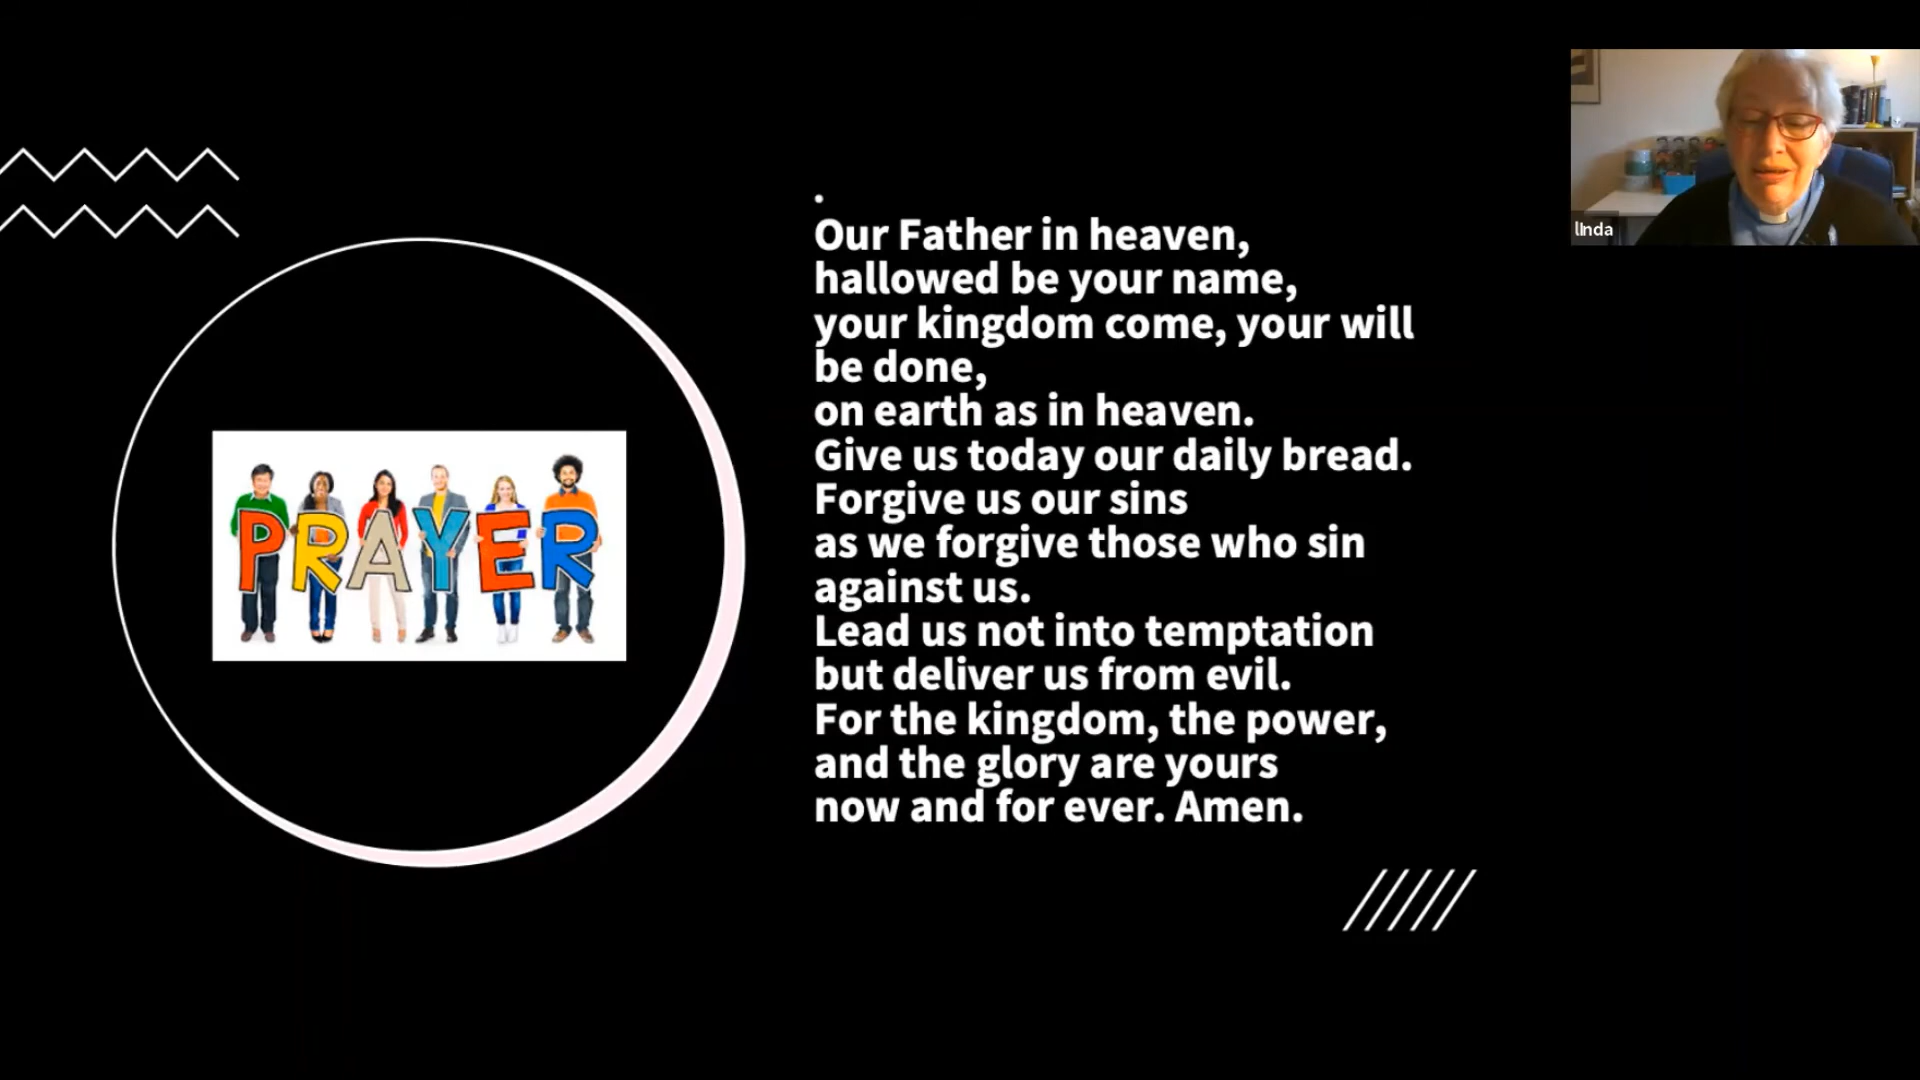 .
Our Father in heaven,
hallowed be your name,
your kingdom come, your will
be done,
on earth as in heaven.
Give us today our daily bread.
Forgive us our sins
as we forgive those who sin
against us.
Lead us not into temptation
but deliver us from evil.
For the kingdom, the power,
and the glory are yours
now and for ever. Amen.
PRAYER
lInda